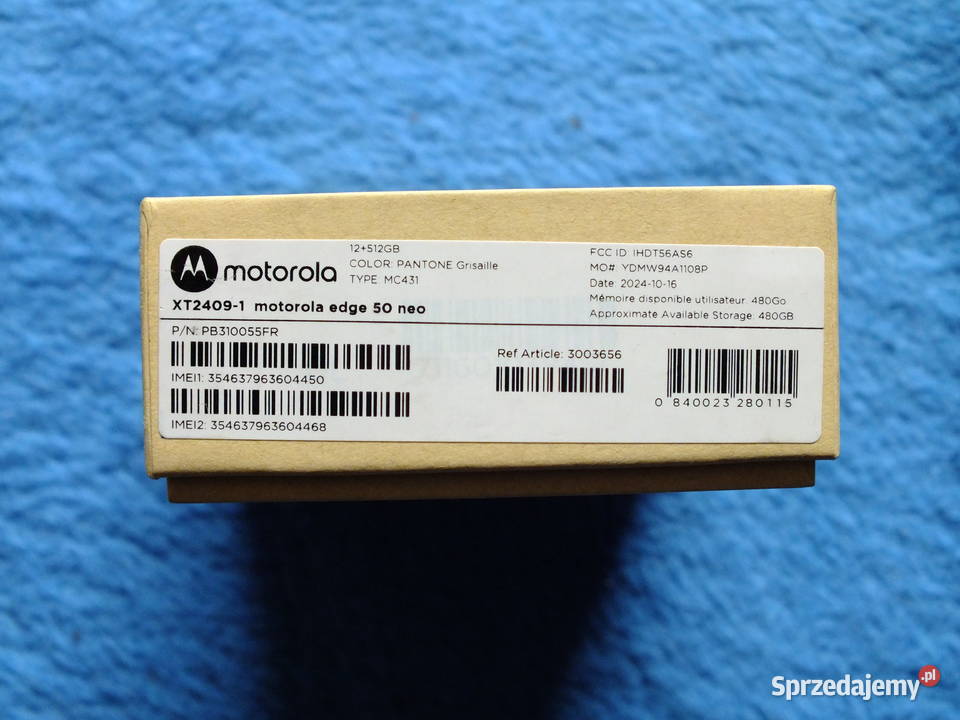 motorola
12+512GB
COLOR: PANTONE Grisaille
TYPE: MC431
XT2409-1 motorola edge 50 neo
FCC ID: IHDT56AS6
MO#: YDMW94A1108P
Date: 2024-10-16
Mémoire disponible utilisateur: 480Go
Approximate Available Storage: 480GB
P/N: PB310055FR
IMEI1: 354637963604450
IMEI2: 354637963604468
Ref Article: 3003656
0 840023 280115
Sprzedajemy.pl